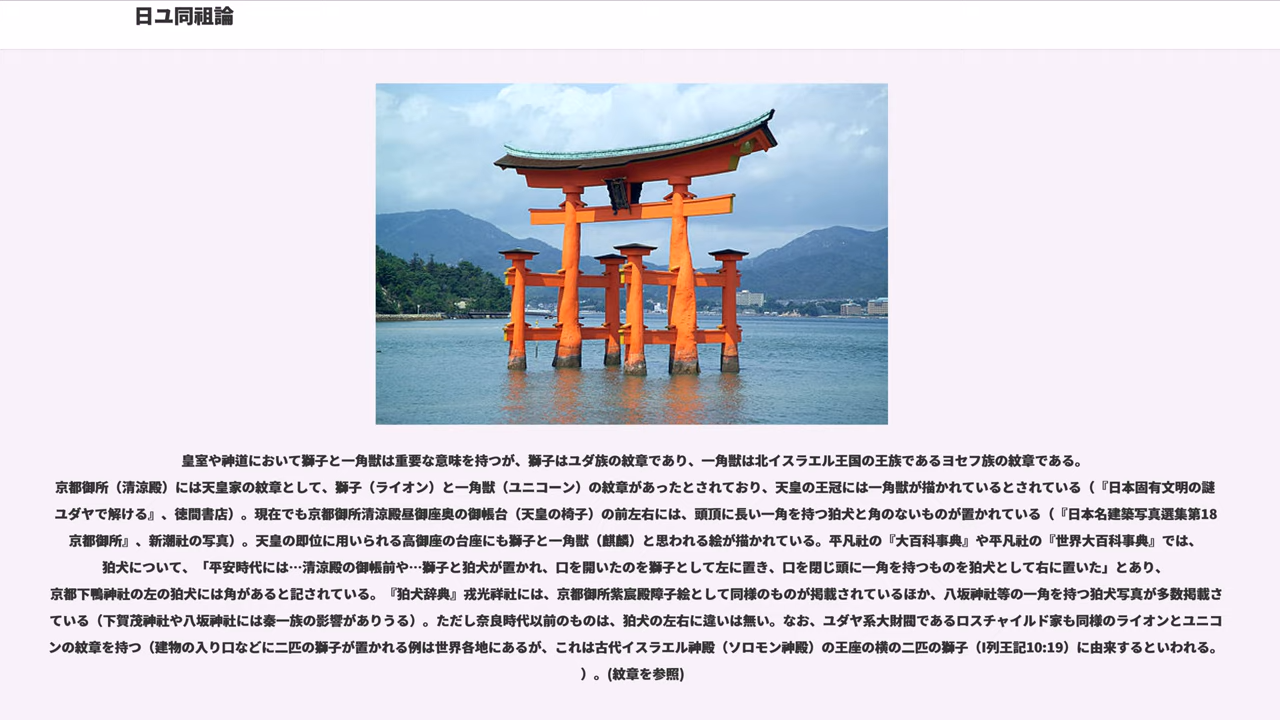 日ユ同祖論
皇室や神道において獅子と一角獣は重要な意味を持つが、獅子はユダ族の紋章であり、一角獣は北イスラエル王国の王族であるヨセフ族の紋章である。
京都御所（清涼殿）には天皇家の紋章として、獅子（ライオン）と一角獣（ユニコーン）の紋章があったとされており、天皇の王冠には一角獣が描かれているとされている（『日本固有文明の謎
ユダヤで解ける』、徳間書店）。現在でも京都御所清涼殿昼御座奥の御帳台（天皇の椅子）の前左右には、頭頂に長い一角を持つ狛犬と角のないものが置かれている（『日本名建築写真選集第18
京都御所』、新潮社の写真）。天皇の即位に用いられる高御座の台座にも獅子と一角獣（麒麟）と思われる絵が描かれている。平凡社の『大百科事典』や平凡社の『世界大百科事典』では、
狛犬について、「平安時代には…清涼殿の御帳前や…獅子と狛犬が置かれ、口を開いたのを獅子として左に置き、口を閉じ頭に一角を持つものを狛犬として右に置いた」とあり、
京都下鴨神社の左の狛犬には角があると記されている。『狛犬辞典』戎光祥社には、京都御所紫宸殿障子絵として同様のものが掲載されているほか、八坂神社等の一角を持つ狛犬写真が多数掲載さ
ている（下賀茂神社や八坂神社には秦一族の影響がありうる）。ただし奈良時代以前のものは、狛犬の左右に違いは無い。なお、ユダヤ系大財閥であるロスチャイルド家も同様のライオンとユニコ
ンの紋章を持つ（建物の入り口などに二匹の獅子が置かれる例は世界各地にあるが、これは古代イスラエル神殿（ソロモン神殿）の王座の横の二匹の獅子（I列王記10:19）に由来するといわれる。
）。(紋章を参照)